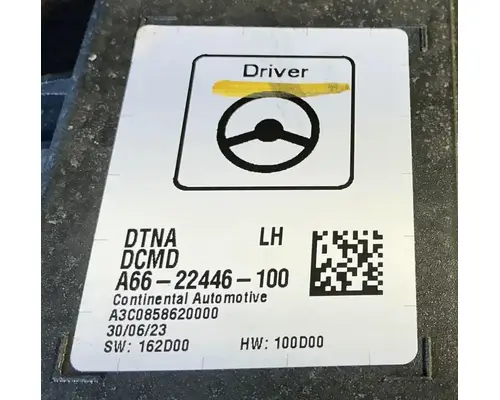 Driver
DTNA LH
DCMD
A66-22446-100
Continental Automotive
A3C0858620000
30/06/23
SW: 162D00 HW: 100D00